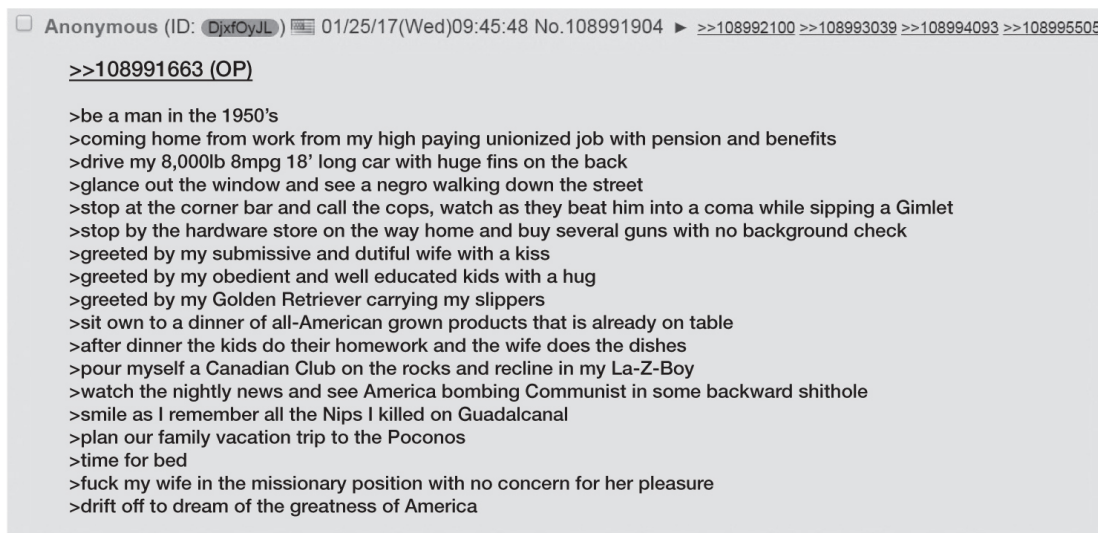 Anonymous (ID: DjxfOyJL) 01/25/17(Wed)09:45:48 No.108991904 ► >>108992100 >>108993039 >>108994093 >>108995505
>>108991663 (OP)
>be a man in the 1950's
>coming home from work from my high paying unionized job with pension and benefits
>drive my 8,000lb 8mpg 18' long car with huge fins on the back
>glance out the window and see a negro walking down the street
>stop at the corner bar and call the cops, watch as they beat him into a coma while sipping a Gimlet
>stop by the hardware store on the way home and buy several guns with no background check
>greeted by my submissive and dutiful wife with a kiss
>greeted by my obedient and well educated kids with a hug
>greeted by my Golden Retriever carrying my slippers
>sit own to a dinner of all-American grown products that is already on table
>after dinner the kids do their homework and the wife does the dishes
>pour myself a Canadian Club on the rocks and recline in my La-Z-Boy
>watch the nightly news and see America bombing Communist in some backward shithole
>smile as I remember all the Nips I killed on Guadalcanal
>plan our family vacation trip to the Poconos
>time for bed
>fuck my wife in the missionary position with no concern for her pleasure
>drift off to dream of the greatness of America